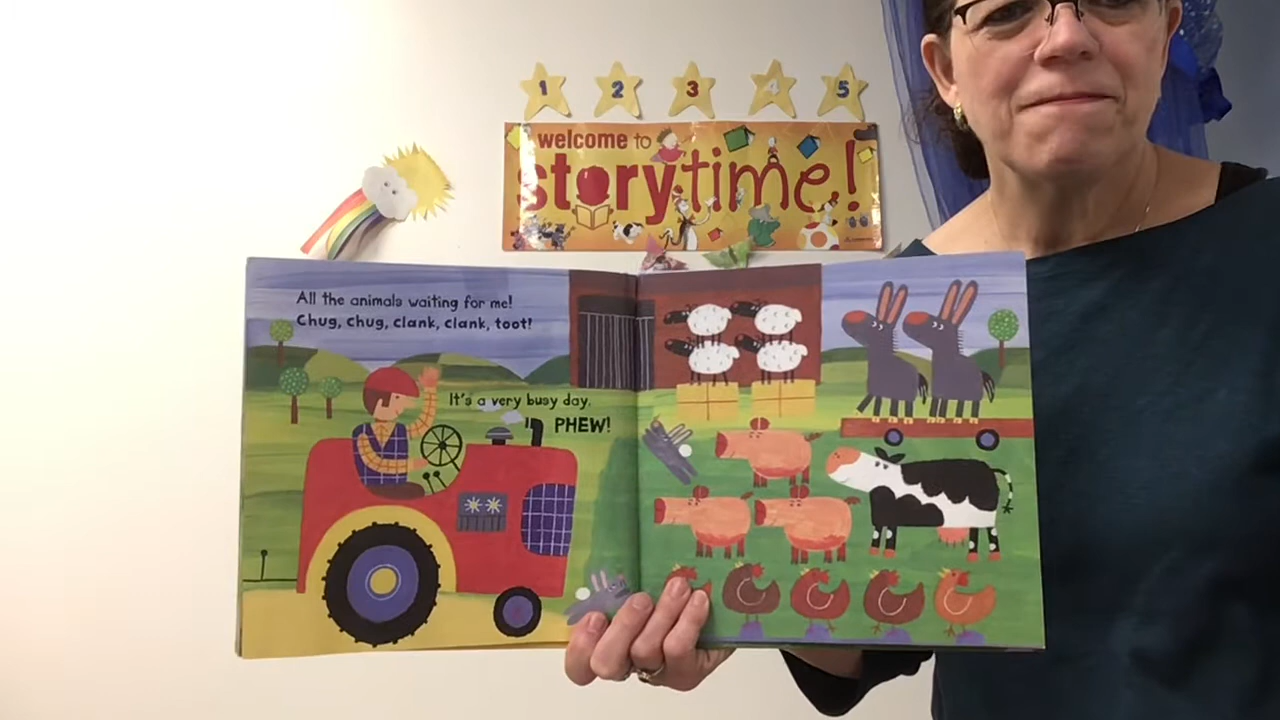 1 2 3 4 5
welcome to
storytime!
All the animals waiting for me!
Chug, chug, clank, clank, toot!
It's a very busy day.
PHEW!